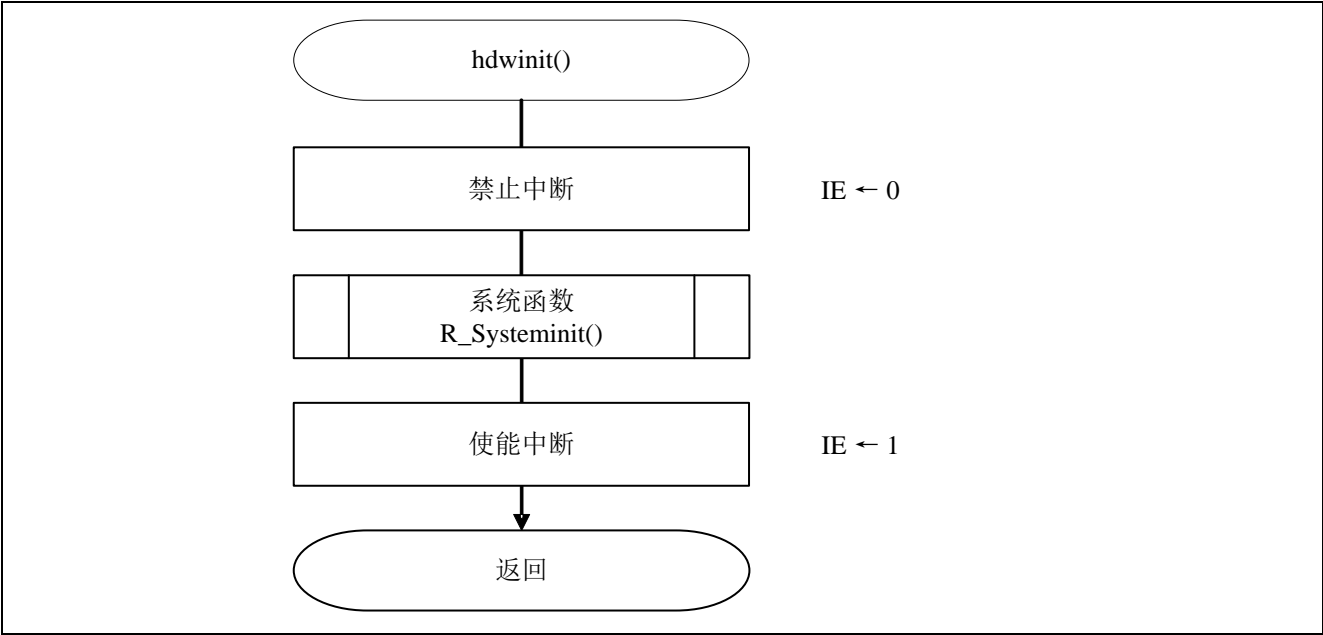 hdwinit()
禁止中断
IE ← 0
系统函数
R_Systeminit()
使能中断
IE ← 1
返回